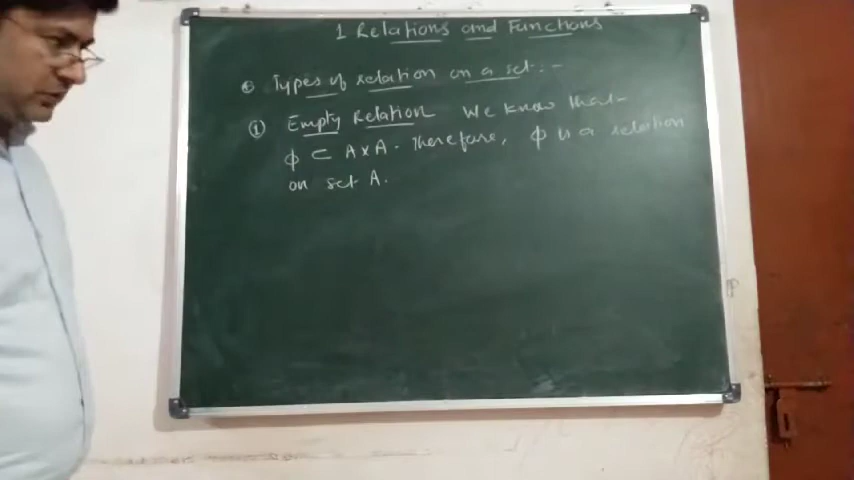 1 Relations and Functions
Types of relation on a set:-
(i) Empty Relation We know that-
ϕ ⊂ A×A. Therefore, ϕ is a relation
on set A.